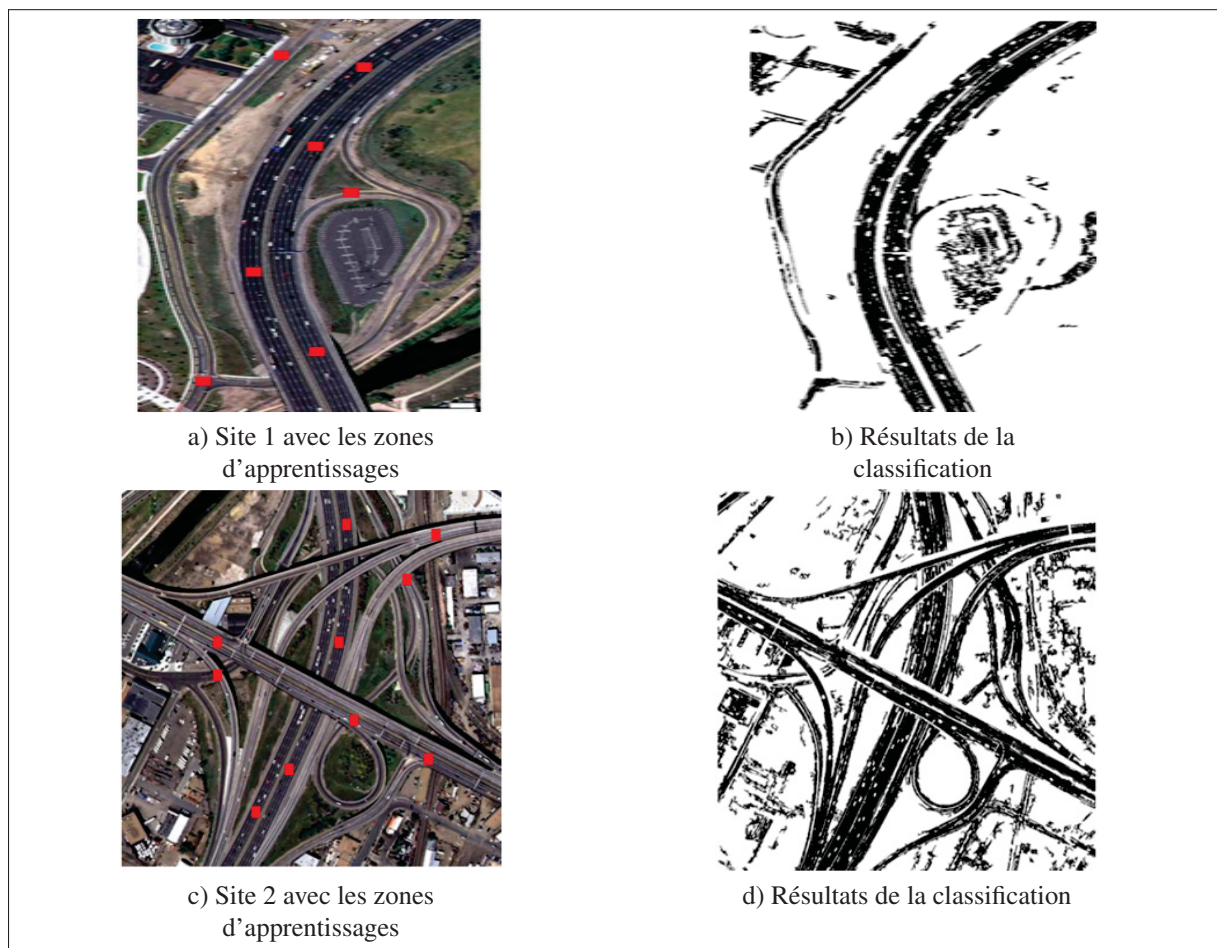 a) Site 1 avec les zones
d'apprentissages
b) Résultats de la
classification
c) Site 2 avec les zones
d'apprentissages
d) Résultats de la classification